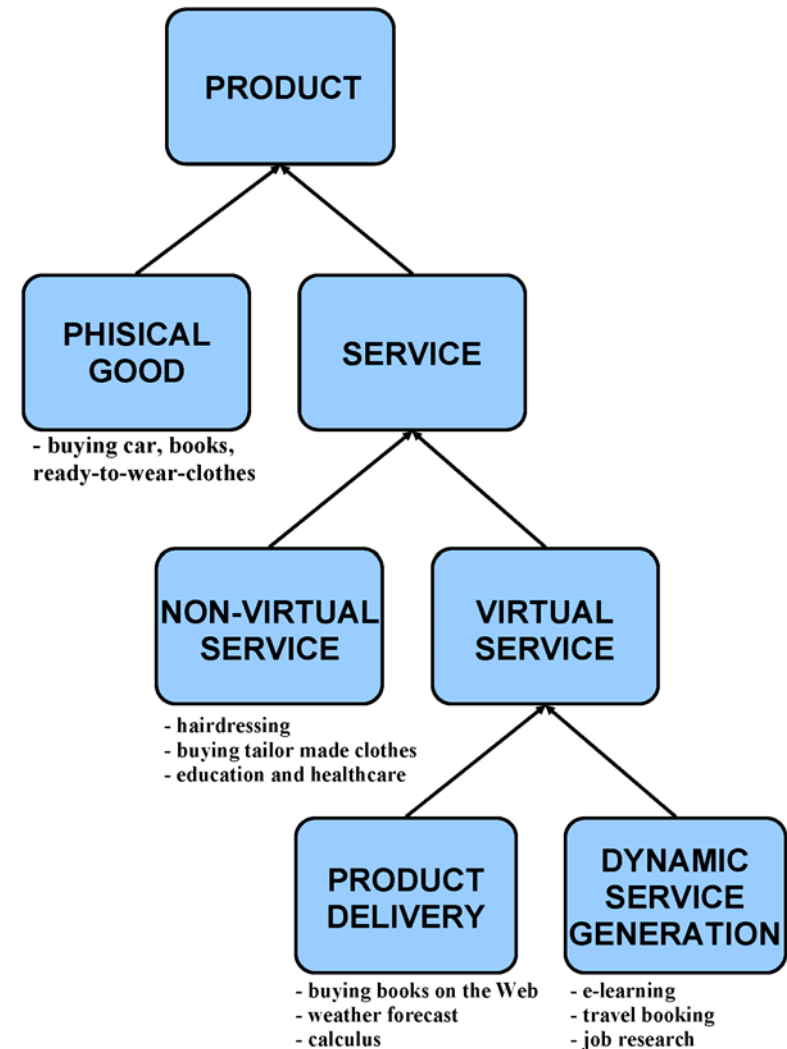 PRODUCT
PHISICAL
GOOD
SERVICE
- buying car, books,
ready-to-wear-clothes
NON-VIRTUAL
SERVICE
VIRTUAL
SERVICE
- hairdressing
- buying tailor made clothes
- education and healthcare
PRODUCT
DELIVERY
DYNAMIC
SERVICE
GENERATION
- buying books on the Web
- weather forecast
- calculus
- e-learning
- travel booking
- job research